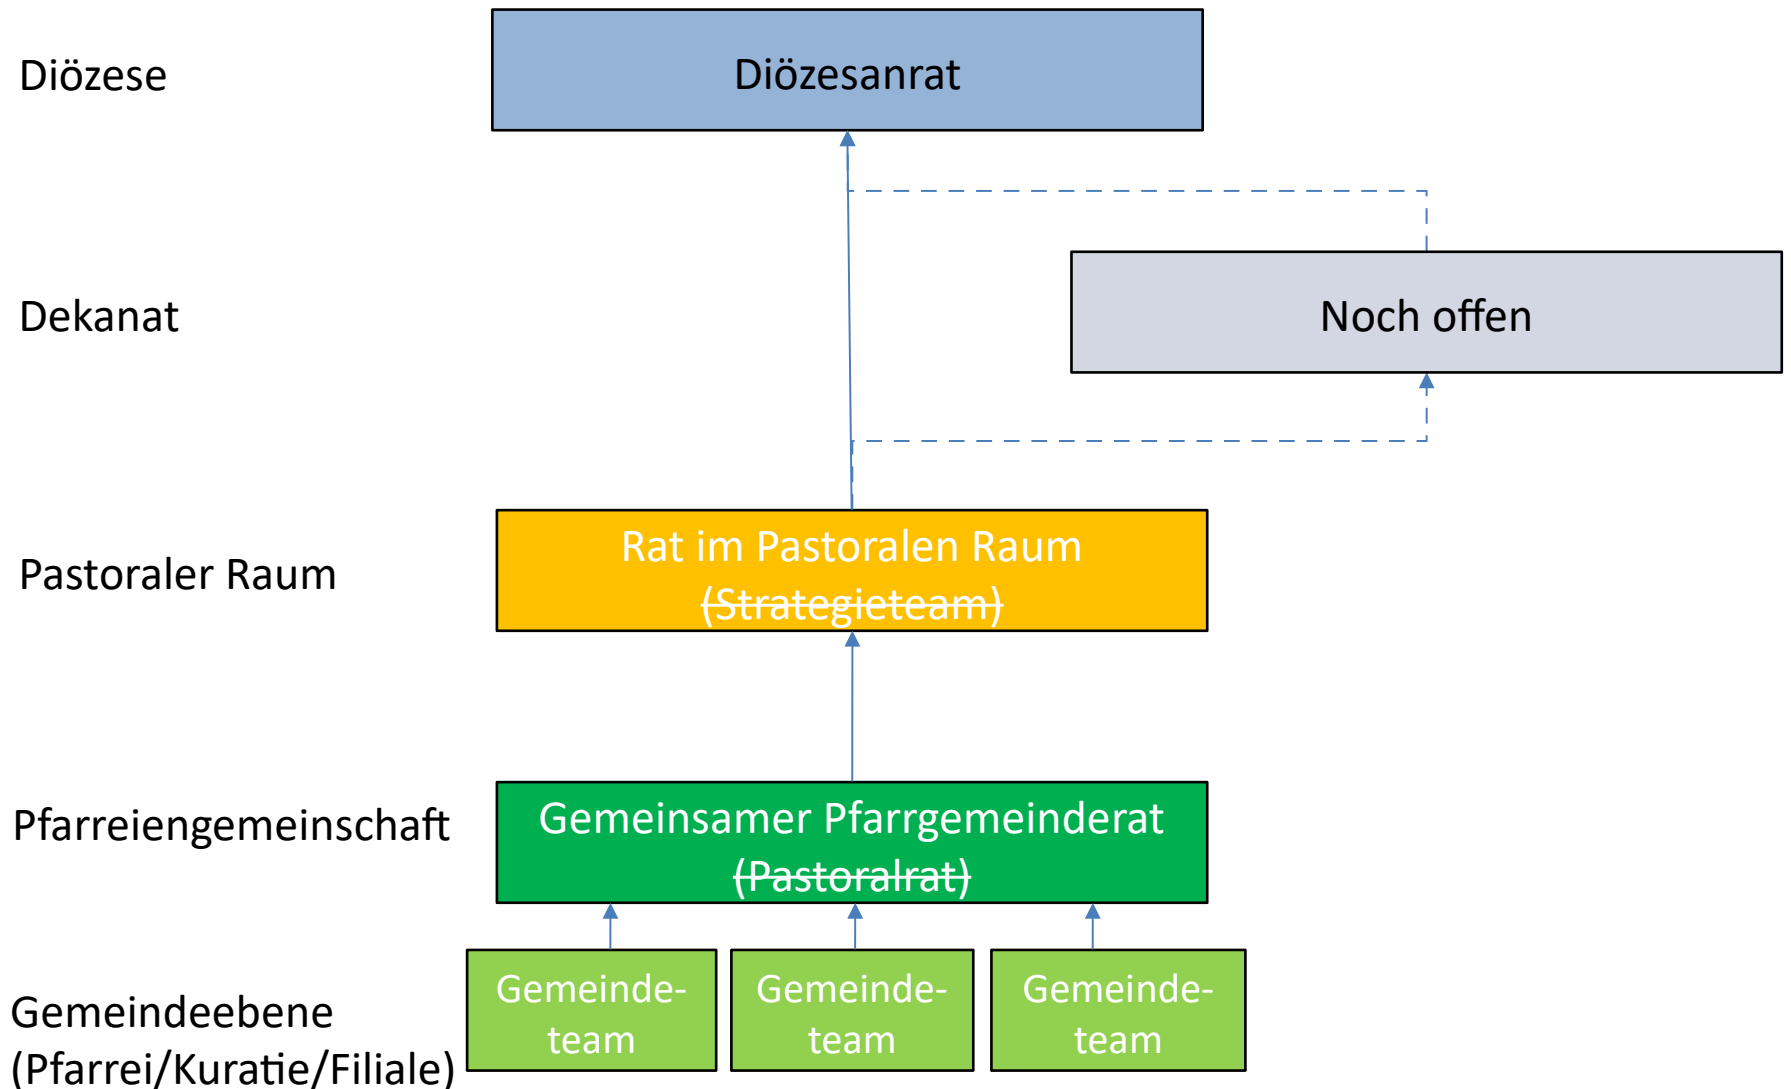 Diözese
Diözesanrat
Dekanat
Noch offen
Pastoraler Raum
Rat im Pastoralen Raum
(Strategieteam)
Pfarreiengemeinschaft
Gemeinsamer Pfarrgemeinderat
(Pastoralrat)
Gemeindeebene
(Pfarrei/Kuratie/Filiale)
Gemeinde-
team
Gemeinde-
team
Gemeinde-
team